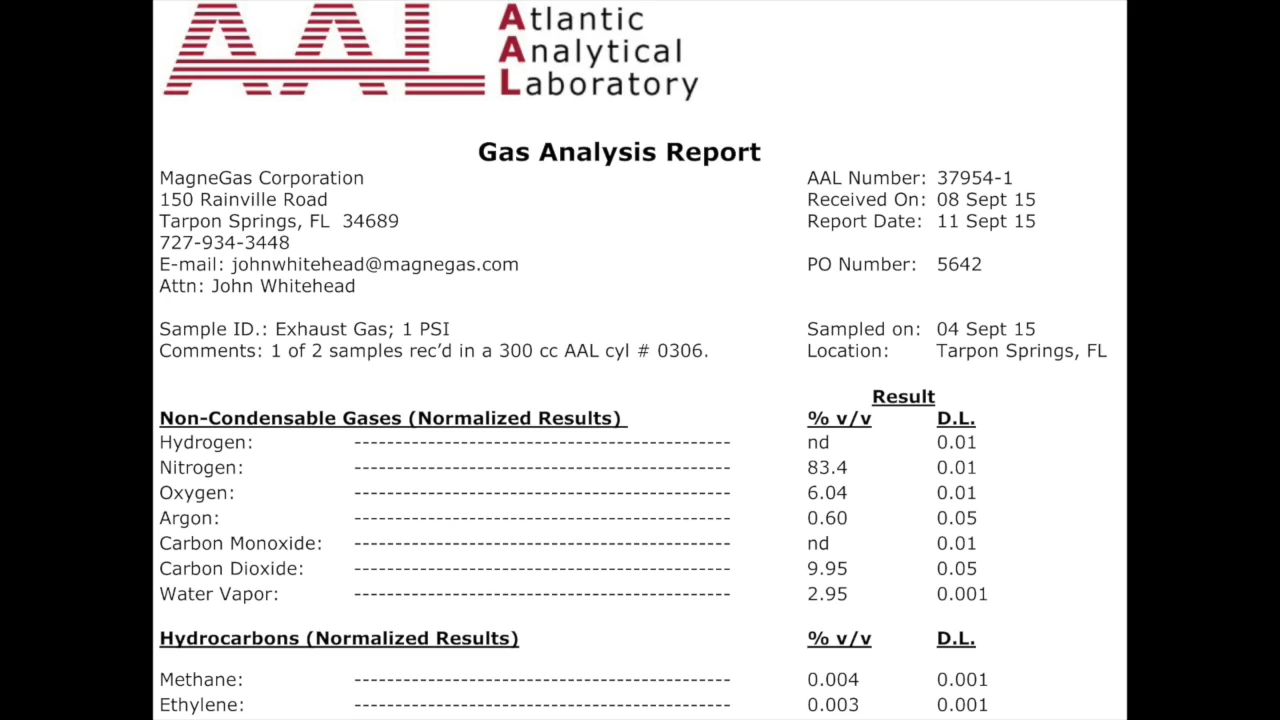 AAL Atlantic
Analytical
Laboratory
Gas Analysis Report
MagneGas Corporation AAL Number: 37954-1
150 Rainville Road Received On: 08 Sept 15
Tarpon Springs, FL 34689 Report Date: 11 Sept 15
727-934-3448
E-mail: johnwhitehead@magnegas.com PO Number: 5642
Attn: John Whitehead
Sample ID.: Exhaust Gas; 1 PSI Sampled on: 04 Sept 15
Comments: 1 of 2 samples rec’d in a 300 cc AAL cyl # 0306. Location: Tarpon Springs, FL
Result
Non-Condensable Gases (Normalized Results) % v/v D.L.
Hydrogen: ---------------------------------------------- nd 0.01
Nitrogen: ---------------------------------------------- 83.4 0.01
Oxygen: ---------------------------------------------- 6.04 0.01
Argon: ---------------------------------------------- 0.60 0.05
Carbon Monoxide: ---------------------------------------------- nd 0.01
Carbon Dioxide: ---------------------------------------------- 9.95 0.05
Water Vapor: ---------------------------------------------- 2.95 0.001
Hydrocarbons (Normalized Results) % v/v D.L.
Methane: ---------------------------------------------- 0.004 0.001
Ethylene: ---------------------------------------------- 0.003 0.001